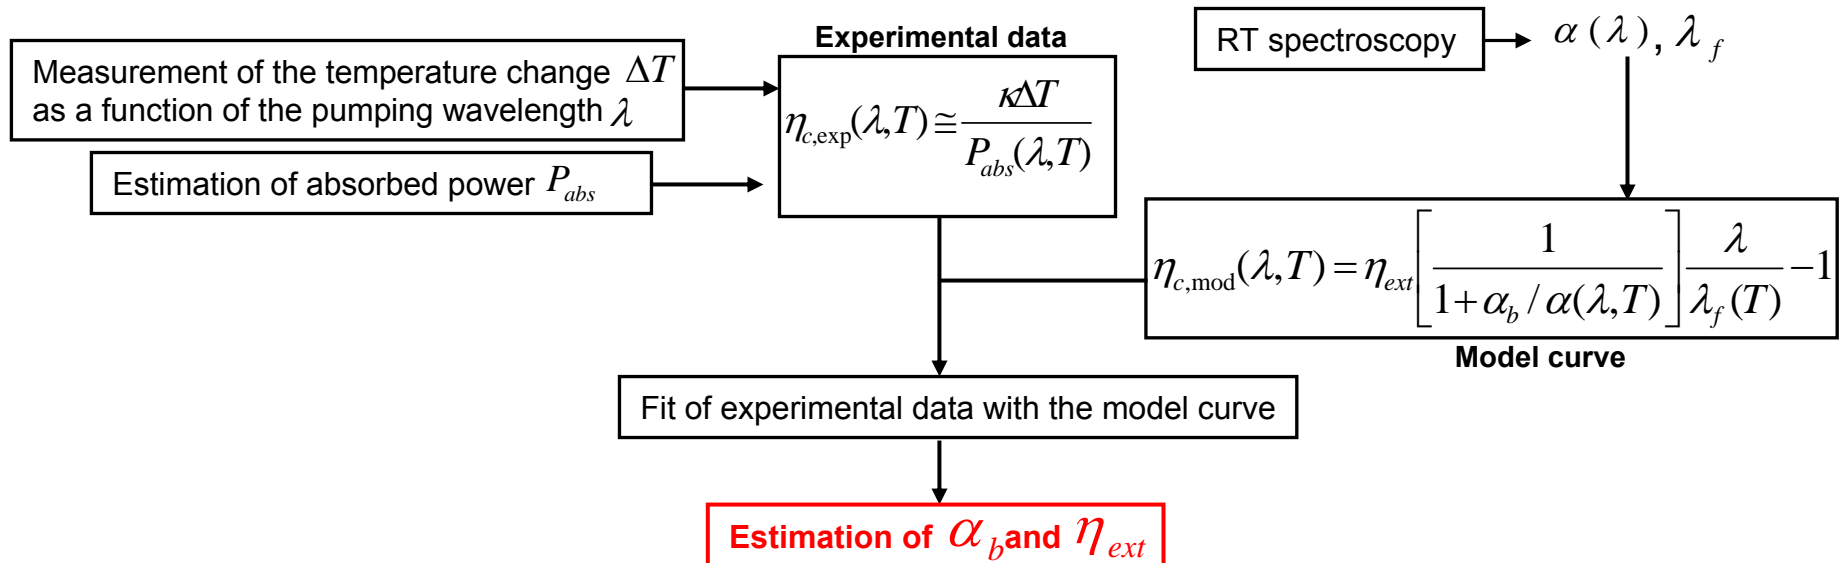 Measurement of the temperature change ΔT
as a function of the pumping wavelength λ
Estimation of absorbed power P_abs
Experimental data
η_{c,exp}(λ,T) ≅ κΔT / P_abs(λ,T)
RT spectroscopy
α(λ), λ_f
η_{c,mod}(λ,T) = η_ext [ 1 / (1+α_b / α(λ,T)) ] λ / λ_f(T) −1
Model curve
Fit of experimental data with the model curve
Estimation of α_b and η_ext